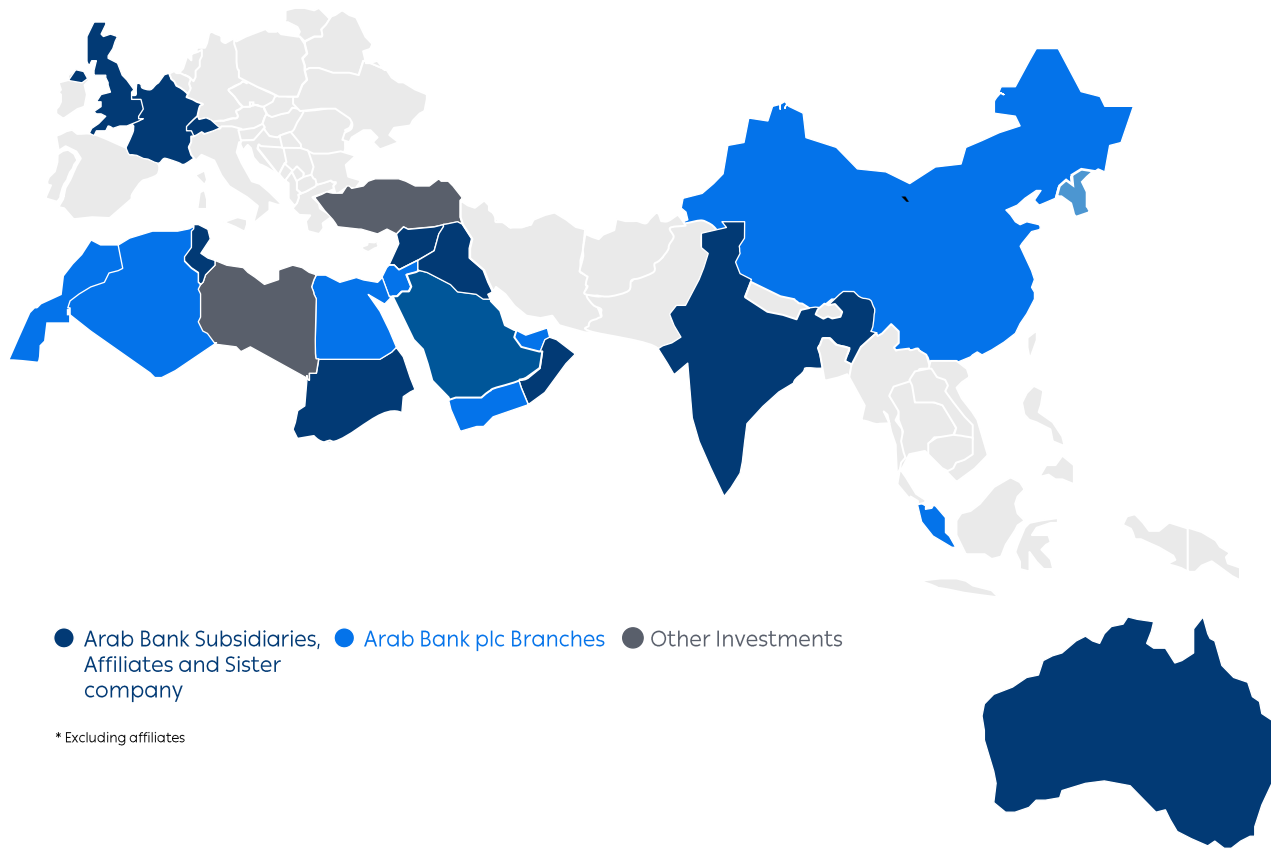 Arab Bank Subsidiaries,
Affiliates and Sister
company
Arab Bank plc Branches
Other Investments
* Excluding affiliates